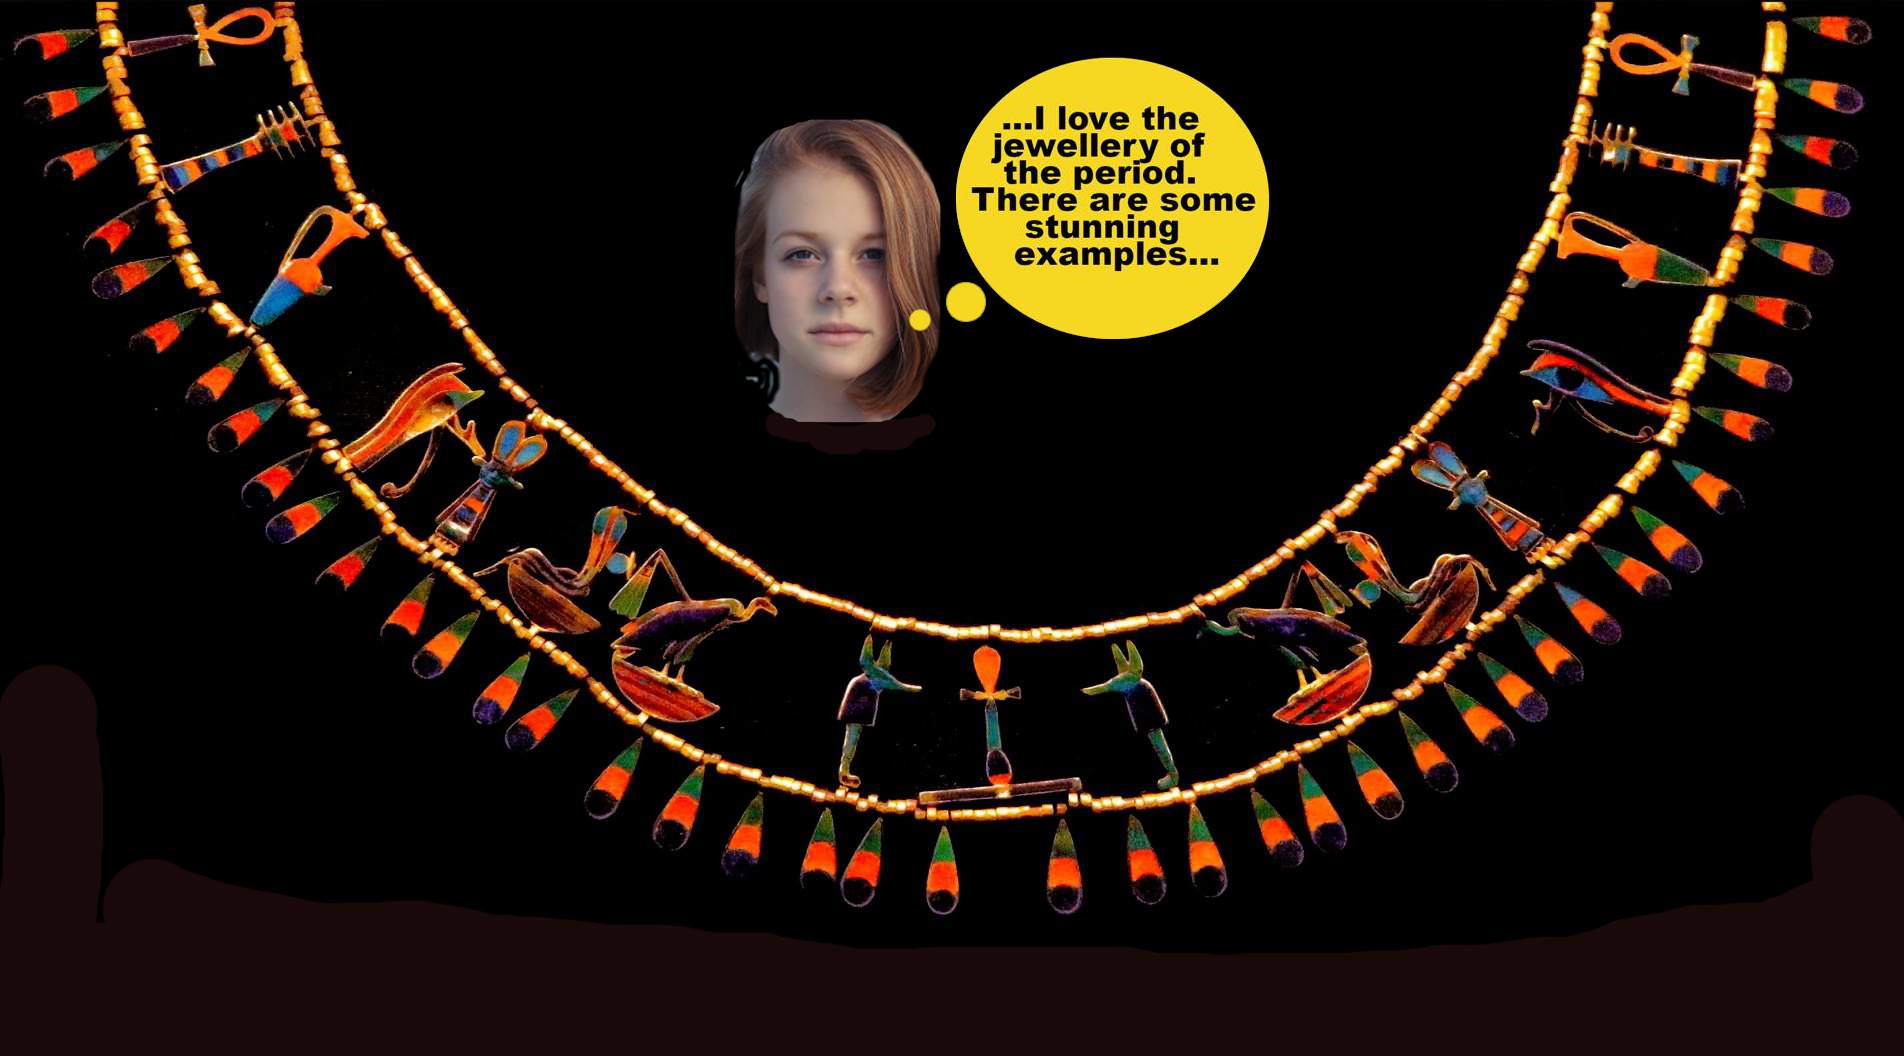 ...I love the
jewellery of
the period.
There are some
stunning
examples...